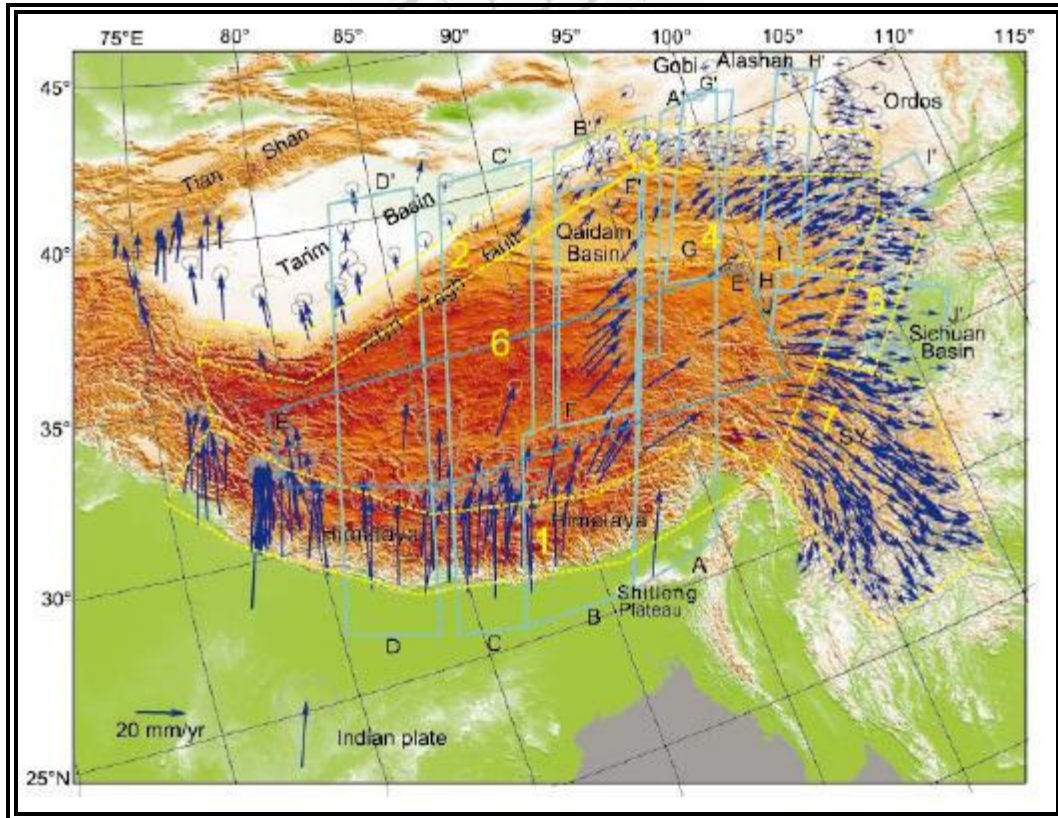 75°E 80° 85° 90° 95° 100° 105° 110° 115°
Gobi Alashan H'
A' G'
45°
Ordos
Shan
B'
3
C'
I'
Tian
D'
F'
Basin
Qaidam
Basin
2
4
Tarim
fault
G
I
40°
Tagh
E'
H
Altyn
J
J'
5
Sichuan
Basin
6
E
F
7
35°
SY
Himalaya
Himalaya
1
A
Shillong
Plateau
30°
B
D
C
20 mm/yr
Indian plate
25°N